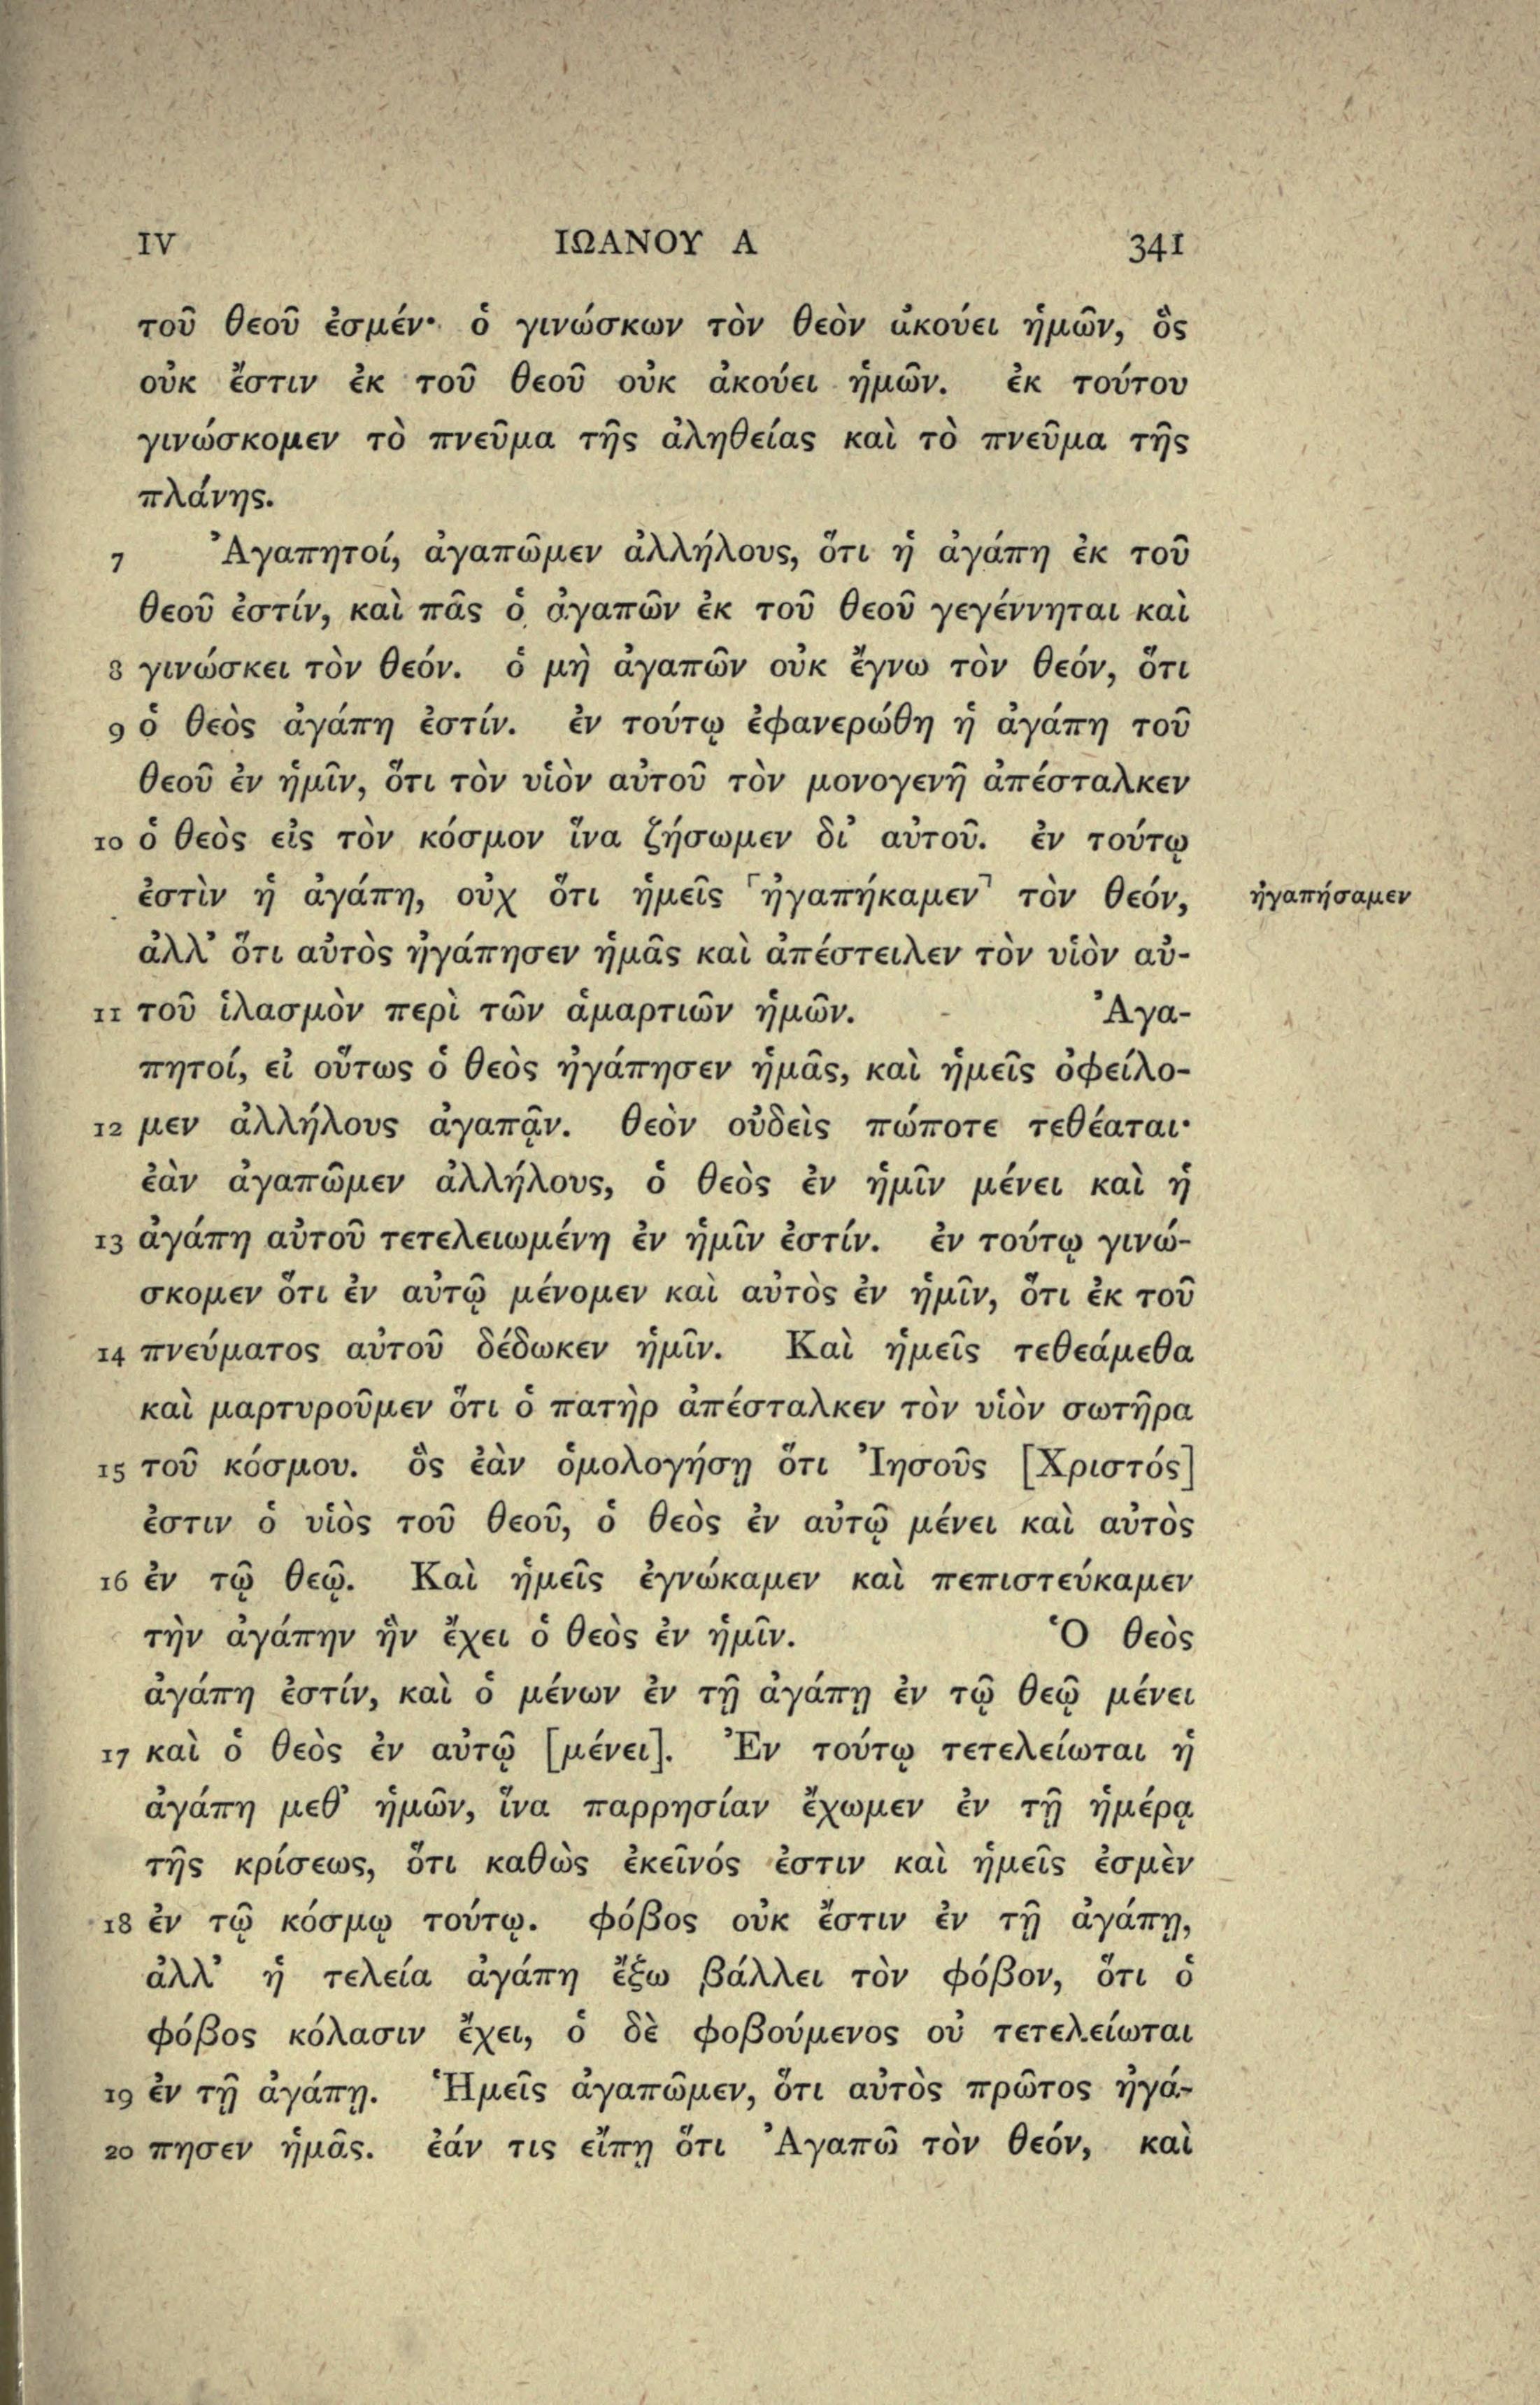 IV ΙΩΑΝΟΥ Α 341
τοῦ θεοῦ ἐσμέν· ὁ γινώσκων τὸν θεὸν ἀκούει ἡμῶν, ὃς
οὐκ ἔστιν ἐκ τοῦ θεοῦ οὐκ ἀκούει ἡμῶν. ἐκ τούτου
γινώσκομεν τὸ πνεῦμα τῆς ἀληθείας καὶ τὸ πνεῦμα τῆς
πλάνης.
7 Ἀγαπητοί, ἀγαπῶμεν ἀλλήλους, ὅτι ἡ ἀγάπη ἐκ τοῦ
θεοῦ ἐστίν, καὶ πᾶς ὁ ἀγαπῶν ἐκ τοῦ θεοῦ γεγέννηται καὶ
8 γινώσκει τὸν θεόν. ὁ μὴ ἀγαπῶν οὐκ ἔγνω τὸν θεόν, ὅτι
9 ὁ θεὸς ἀγάπη ἐστίν. ἐν τούτῳ ἐφανερώθη ἡ ἀγάπη τοῦ
θεοῦ ἐν ἡμῖν, ὅτι τὸν υἱὸν αὐτοῦ τὸν μονογενῆ ἀπέσταλκεν
10 ὁ θεὸς εἰς τὸν κόσμον ἵνα ζήσωμεν δι᾽ αὐτοῦ. ἐν τούτῳ
ἐστὶν ἡ ἀγάπη, οὐχ ὅτι ἡμεῖς ⌜ἠγαπήκαμεν⌝ τὸν θεόν, ἠγαπήσαμεν
ἀλλ᾽ ὅτι αὐτὸς ἠγάπησεν ἡμᾶς καὶ ἀπέστειλεν τὸν υἱὸν αὐ-
11 τοῦ ἱλασμὸν περὶ τῶν ἁμαρτιῶν ἡμῶν. Ἀγα-
πητοί, εἰ οὕτως ὁ θεὸς ἠγάπησεν ἡμᾶς, καὶ ἡμεῖς ὀφείλο-
12 μεν ἀλλήλους ἀγαπᾷν. θεὸν οὐδεὶς πώποτε τεθέαται·
ἐὰν ἀγαπῶμεν ἀλλήλους, ὁ θεὸς ἐν ἡμῖν μένει καὶ ἡ
13 ἀγάπη αὐτοῦ τετελειωμένη ἐν ἡμῖν ἐστίν. ἐν τούτῳ γινώ-
σκομεν ὅτι ἐν αὐτῷ μένομεν καὶ αὐτὸς ἐν ἡμῖν, ὅτι ἐκ τοῦ
14 πνεύματος αὐτοῦ δέδωκεν ἡμῖν. Καὶ ἡμεῖς τεθεάμεθα
καὶ μαρτυροῦμεν ὅτι ὁ πατὴρ ἀπέσταλκεν τὸν υἱὸν σωτῆρα
15 τοῦ κόσμου. ὃς ἐὰν ὁμολογήσῃ ὅτι Ἰησοῦς [Χριστός]
ἐστιν ὁ υἱὸς τοῦ θεοῦ, ὁ θεὸς ἐν αὐτῷ μένει καὶ αὐτὸς
16 ἐν τῷ θεῷ. Καὶ ἡμεῖς ἐγνώκαμεν καὶ πεπιστεύκαμεν
τὴν ἀγάπην ἣν ἔχει ὁ θεὸς ἐν ἡμῖν. Ὁ θεὸς
ἀγάπη ἐστίν, καὶ ὁ μένων ἐν τῇ ἀγάπῃ ἐν τῷ θεῷ μένει
17 καὶ ὁ θεὸς ἐν αὐτῷ [μένει]. Ἐν τούτῳ τετελείωται ἡ
ἀγάπη μεθ᾽ ἡμῶν, ἵνα παρρησίαν ἔχωμεν ἐν τῇ ἡμέρᾳ
τῆς κρίσεως, ὅτι καθὼς ἐκεῖνός ἐστιν καὶ ἡμεῖς ἐσμὲν
18 ἐν τῷ κόσμῳ τούτῳ. φόβος οὐκ ἔστιν ἐν τῇ ἀγάπῃ,
ἀλλ᾽ ἡ τελεία ἀγάπη ἔξω βάλλει τὸν φόβον, ὅτι ὁ
φόβος κόλασιν ἔχει, ὁ δὲ φοβούμενος οὐ τετελείωται
19 ἐν τῇ ἀγάπῃ. Ἡμεῖς ἀγαπῶμεν, ὅτι αὐτὸς πρῶτος ἠγά-
20 πησεν ἡμᾶς. ἐάν τις εἴπῃ ὅτι Ἀγαπῶ τὸν θεόν, καὶ